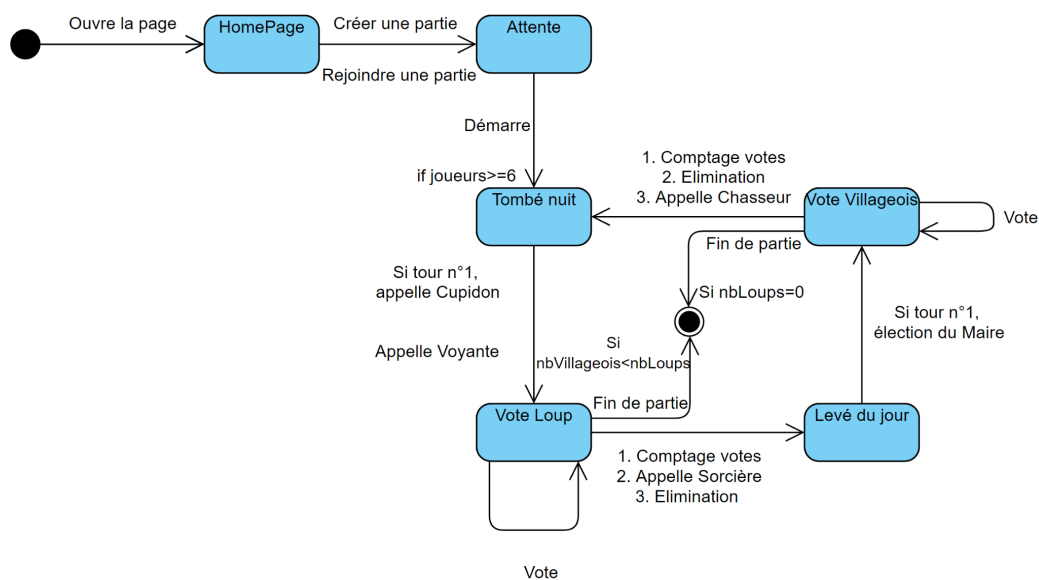 Ouvre la page
HomePage
Créer une partie
Rejoindre une partie
Attente
Démarre
if joueurs>=6
Tombé nuit
1. Comptage votes
2. Elimination
3. Appelle Chasseur
Vote Villageois
Vote
Fin de partie
Si nbLoups=0
Si tour n°1,
appelle Cupidon
Appelle Voyante
Si
nbVillageois<nbLoups
Fin de partie
Si tour n°1,
élection du Maire
Vote Loup
Levé du jour
1. Comptage votes
2. Appelle Sorcière
3. Elimination
Vote